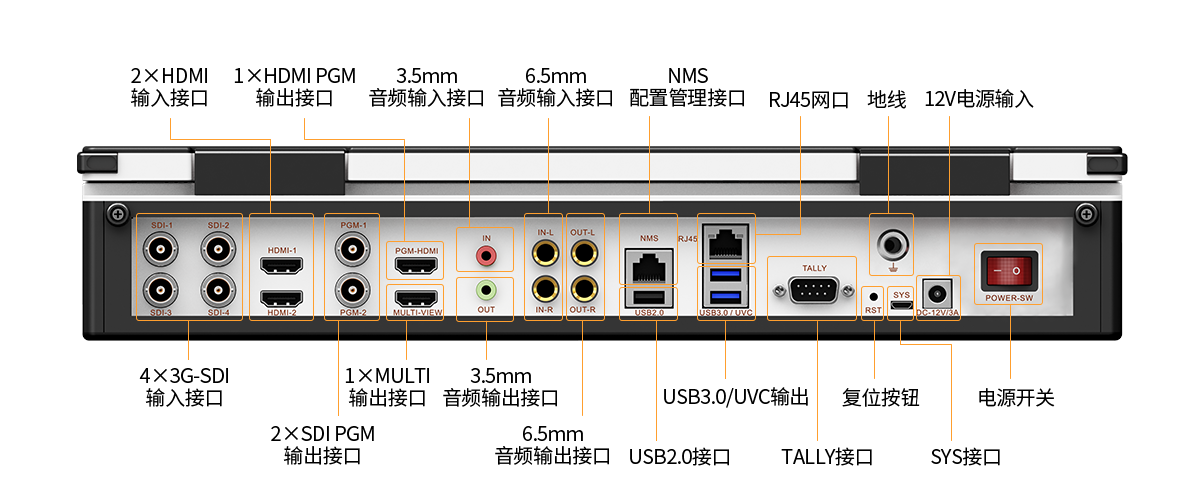 2×HDMI
输入接口
1×HDMI PGM
输出接口
3.5mm
音频输入接口
6.5mm
音频输入接口
NMS
配置管理接口
RJ45网口
地线
12V电源输入
SDI-1
SDI-2
HDMI-1
PGM-1
PGM-HDMI
IN
IN-L
OUT-L
NMS
RJ45
TALLY
POWER-SW
SDI-3
SDI-4
HDMI-2
PGM-2
MULTI-VIEW
OUT
IN-R
OUT-R
USB2.0
USB3.0 / UVC
RST
SYS
DC-12V/3A
4×3G-SDI
输入接口
1×MULTI
输出接口
3.5mm
音频输出接口
USB3.0/UVC输出
复位按钮
电源开关
2×SDI PGM
输出接口
6.5mm
音频输出接口
USB2.0接口
TALLY接口
SYS接口